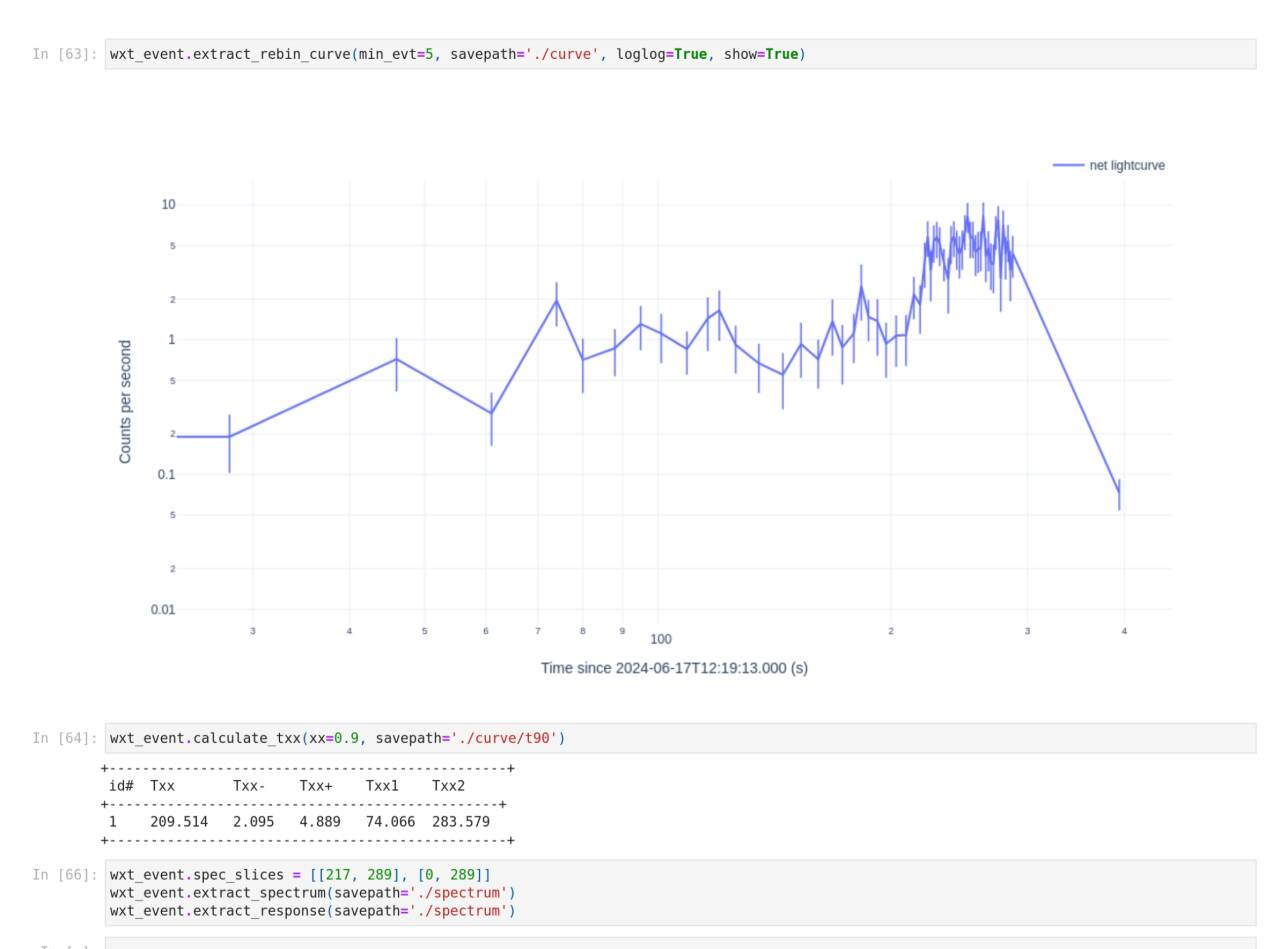 In [63]: wxt_event.extract_rebin_curve(min_evt=5, savepath='./curve', loglog=True, show=True)
net lightcurve
10
5
2
1
5
2
0.1
5
2
0.01
Counts per second
3 4 5 6 7 8 9 100 2 3 4
Time since 2024-06-17T12:19:13.000 (s)
In [64]: wxt_event.calculate_txx(xx=0.9, savepath='./curve/t90')
+------------------------------------------------+
id# Txx Txx- Txx+ Txx1 Txx2
+-----------------------------------------------+
1 209.514 2.095 4.889 74.066 283.579
+------------------------------------------------+
In [66]: wxt_event.spec_slices = [[217, 289], [0, 289]]
wxt_event.extract_spectrum(savepath='./spectrum')
wxt_event.extract_response(savepath='./spectrum')